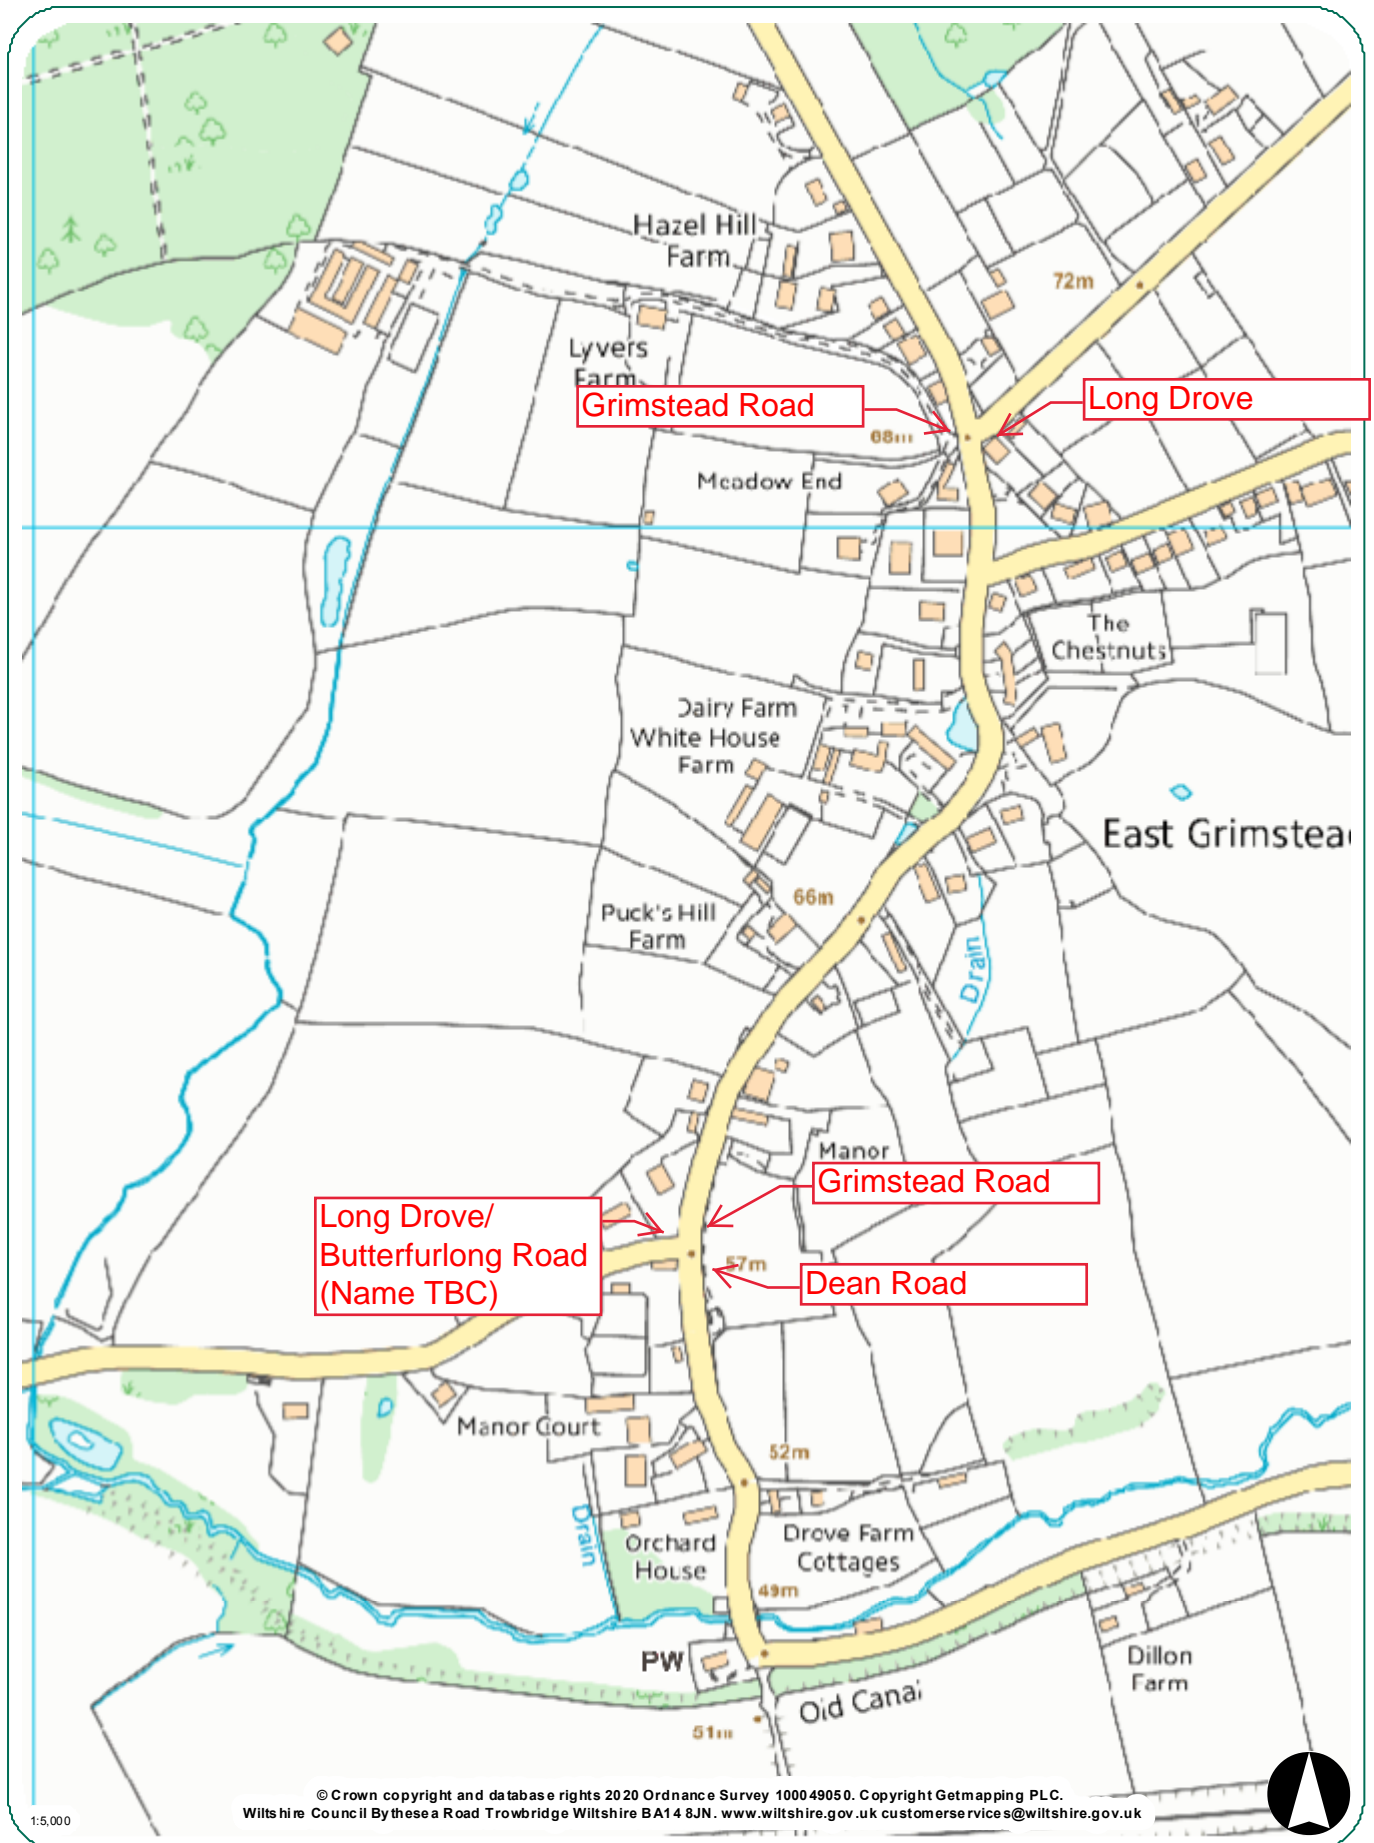 Hazel Hill
Farm
72m
Lyvers
Farm
Grimstead Road
Long Drove
68m
Meadow End
The
Chestnuts
Dairy Farm
White House
Farm
East Grimstea
66m
Puck's Hill
Farm
Drain
Manor
Grimstead Road
Long Drove/
Butterfurlong Road
(Name TBC)
57m
Dean Road
Manor Court
52m
Drain
Orchard
House
Drove Farm
Cottages
49m
PW
Dillon
Farm
Old Canal
51m
© Crown copyright and database rights 2020 Ordnance Survey 100049050. Copyright Getmapping PLC.
Wiltshire Council Bythesea Road Trowbridge Wiltshire BA14 8JN. www.wiltshire.gov.uk customerservices@wiltshire.gov.uk
1:5,000